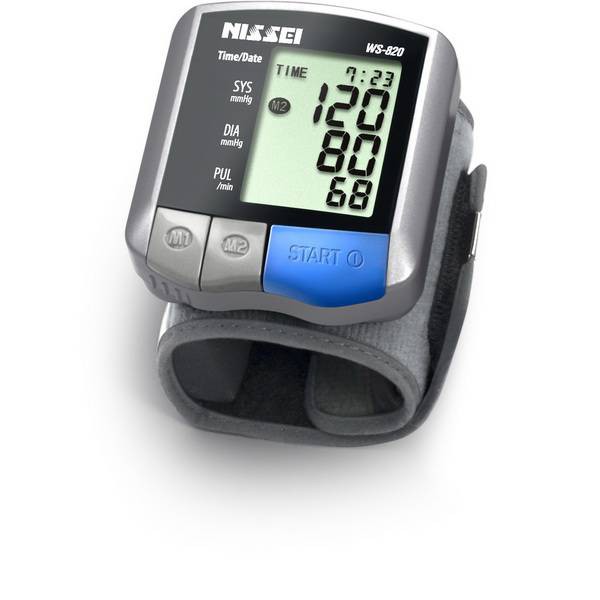 NISSEI
WS-820
Time/Date
TIME 7:23
SYS
mmHg
M2
120
DIA
mmHg
80
PUL
/min
68
M1
M2
START